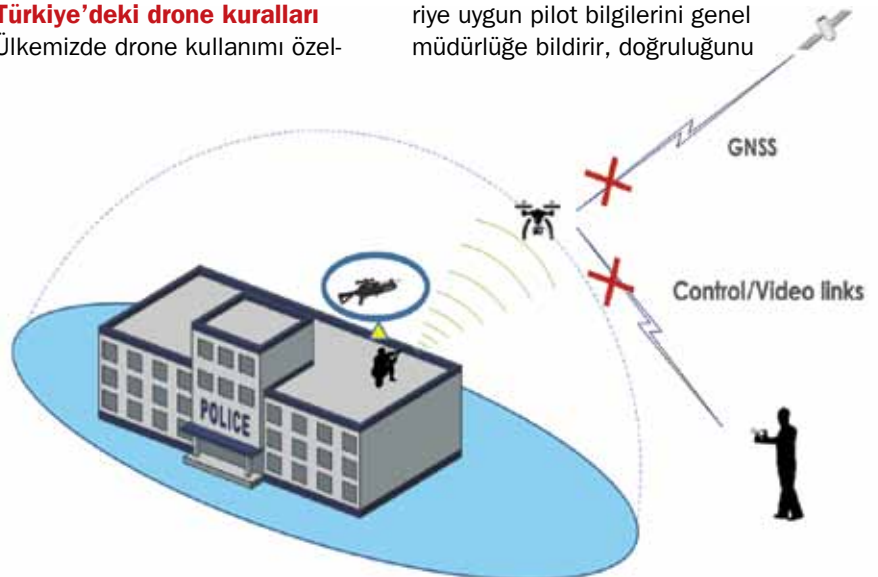 Türkiye'deki drone kuralları
Ülkemizde drone kullanımı özel-
riye uygun pilot bilgilerini genel
müdürlüğe bildirir, doğruluğunu
GNSS
Control/Video links
POLICE